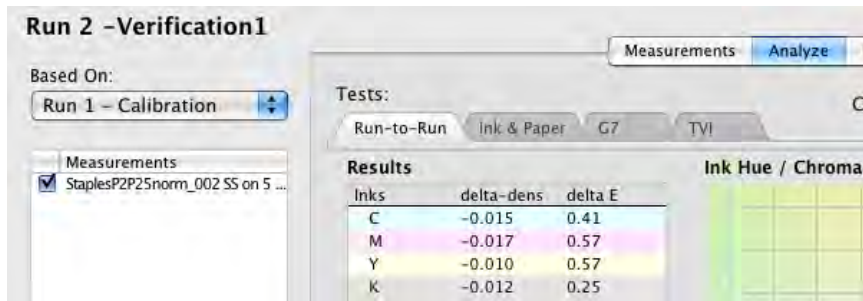 Run 2 -Verification1
Measurements Analyze
Based On:
Run 1 - Calibration
Tests:
Run-to-Run Ink & Paper G7 TVI
Measurements
StaplesP2P25norm_002 SS on 5 ...
Results
Ink Hue / Chroma
Inks delta-dens delta E
C -0.015 0.41
M -0.017 0.57
Y -0.010 0.57
K -0.012 0.25